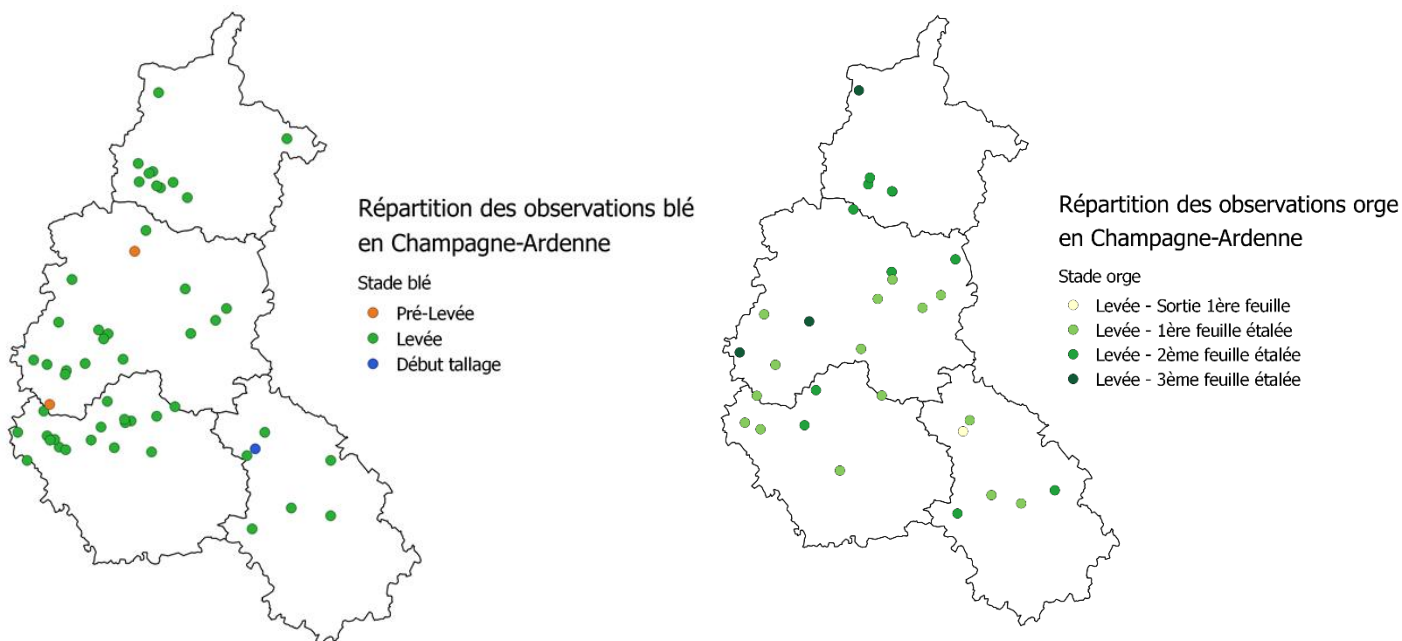 Répartition des observations blé
en Champagne-Ardenne
Stade blé
Pré-Levée
Levée
Début tallage
Répartition des observations orge
en Champagne-Ardenne
Stade orge
Levée - Sortie 1ère feuille
Levée - 1ère feuille étalée
Levée - 2ème feuille étalée
Levée - 3ème feuille étalée